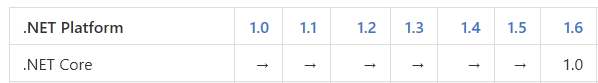 .NET Platform 1.0 1.1 1.2 1.3 1.4 1.5 1.6
.NET Core → → → → → → 1.0